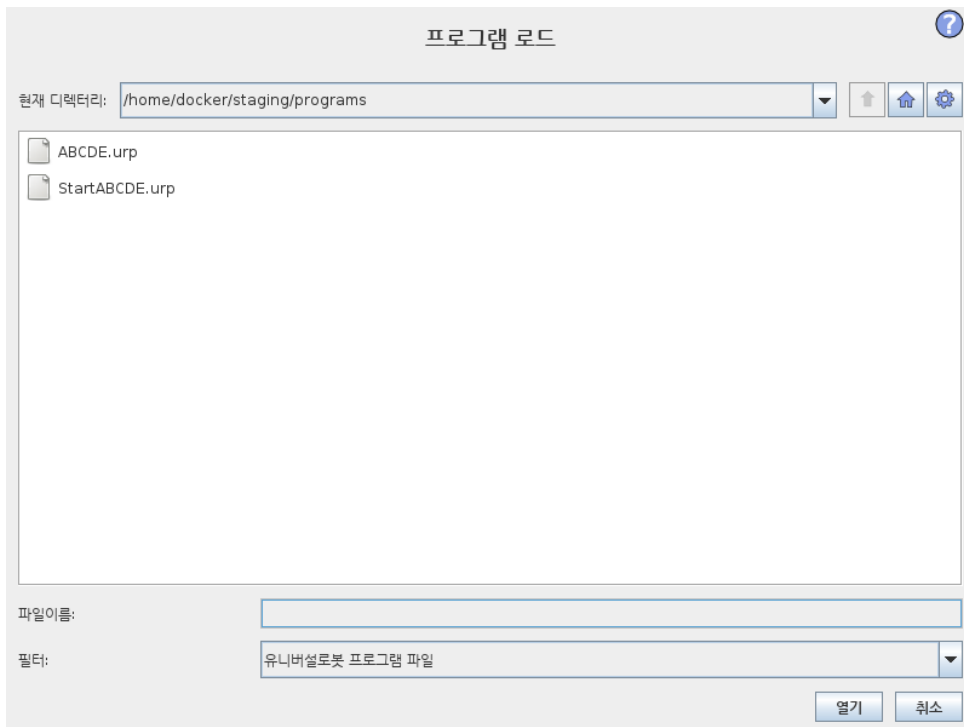 프로그램 로드
?
현재 디렉터리: /home/docker/staging/programs
ABCDE.urp
StartABCDE.urp
파일이름:
필터: 유니버설로봇 프로그램 파일
열기 취소